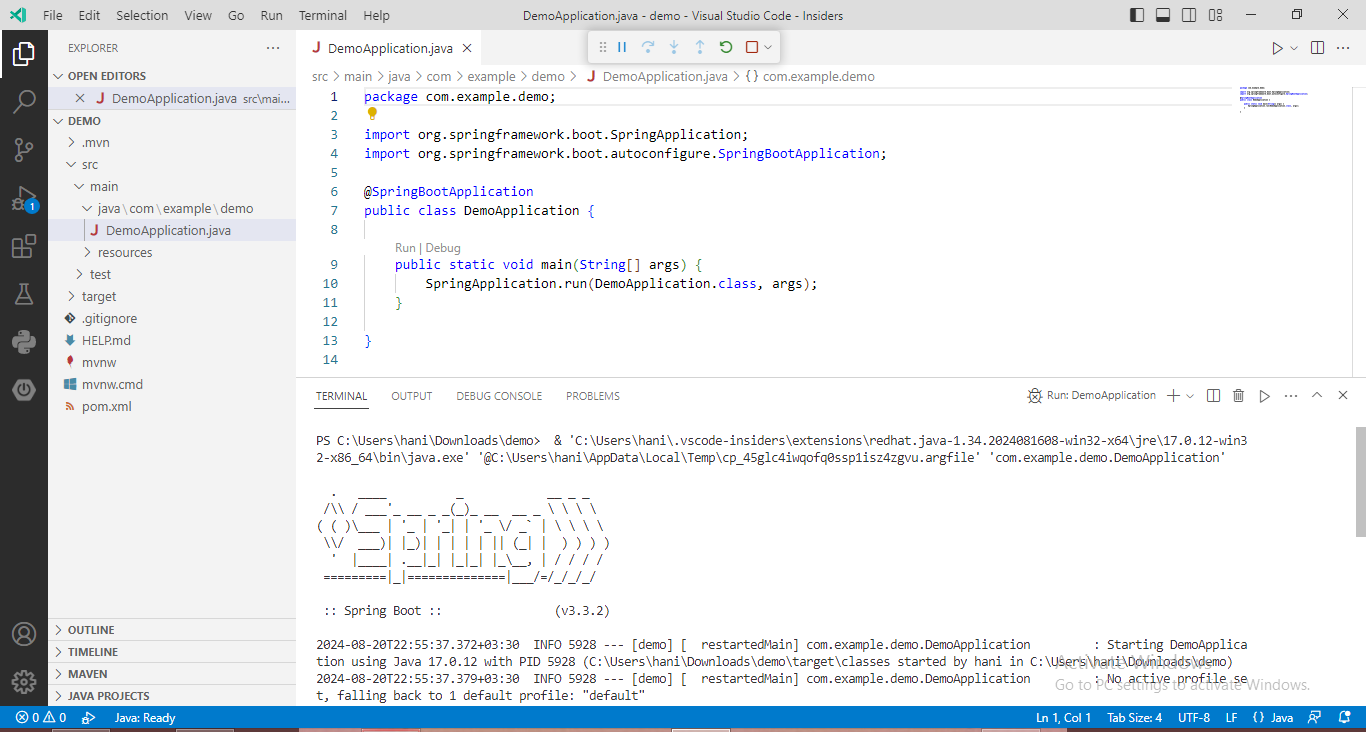 File Edit Selection View Go Run Terminal Help DemoApplication.java - demo - Visual Studio Code - Insiders
EXPLORER
OPEN EDITORS
DemoApplication.java src\mai...
DEMO
.mvn
src
main
java\com\example\demo
DemoApplication.java
resources
test
target
.gitignore
HELP.md
mvnw
mvnw.cmd
pom.xml
OUTLINE
TIMELINE
MAVEN
JAVA PROJECTS
1
DemoApplication.java
src > main > java > com > example > demo > DemoApplication.java > {} com.example.demo
1 package com.example.demo;
2
3 import org.springframework.boot.SpringApplication;
4 import org.springframework.boot.autoconfigure.SpringBootApplication;
5
6 @SpringBootApplication
7 public class DemoApplication {
8
Run | Debug
9 public static void main(String[] args) {
10 SpringApplication.run(DemoApplication.class, args);
11 }
12
13 }
14
TERMINAL OUTPUT DEBUG CONSOLE PROBLEMS Run: DemoApplication
PS C:\Users\hani\Downloads\demo>  & 'C:\Users\hani\.vscode-insiders\extensions\redhat.java-1.34.2024081608-win32-x64\jre\17.0.12-win3
2-x86_64\bin\java.exe' '@C:\Users\hani\AppData\Local\Temp\cp_45glc4iwqofq0ssp1isz4zgvu.argfile' 'com.example.demo.DemoApplication'
  .   ____          _            __ _ _
 /\\ / ___'_ __ _ _(_)_ __  __ _ \ \ \ \
( ( )\___ | '_ | '_| | '_ \/ _` | \ \ \ \
 \\/  ___)| |_)| | | | | || (_| |  ) ) ) )
  '  |____| .__|_| |_|_| |_\__, | / / / /
 =========|_|==============|___/=/_/_/_/
:: Spring Boot :: (v3.3.2)
2024-08-20T22:55:37.372+03:30  INFO 5928 --- [demo] [  restartedMain] com.example.demo.DemoApplication : Starting DemoApplica
tion using Java 17.0.12 with PID 5928 (C:\Users\hani\Downloads\demo\target\classes started by hani in C:\Users\hani\Downloads\demo)
2024-08-20T22:55:37.379+03:30  INFO 5928 --- [demo] [  restartedMain] com.example.demo.DemoApplication : No active profile se
t, falling back to 1 default profile: "default"
Activate Windows
Go to PC settings to activate Windows.
0 0 Java: Ready Ln 1, Col 1 Tab Size: 4 UTF-8 LF {} Java